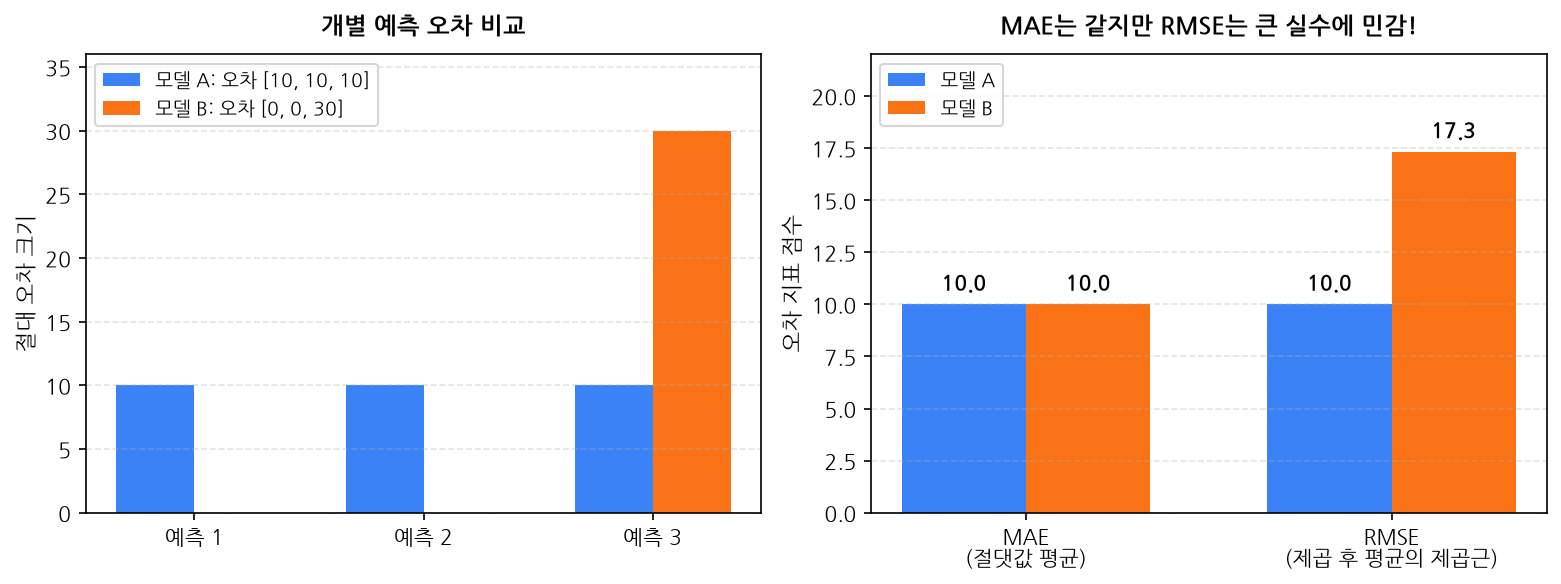 개별 예측 오차 비교
모델 A: 오차 [10, 10, 10]
모델 B: 오차 [0, 0, 30]
절대 오차 크기
35
30
25
20
15
10
5
0
예측 1
예측 2
예측 3
MAE는 같지만 RMSE는 큰 실수에 민감!
모델 A
모델 B
오차 지표 점수
20.0
17.5
15.0
12.5
10.0
7.5
5.0
2.5
0.0
10.0
10.0
10.0
17.3
MAE
(절댓값 평균)
RMSE
(제곱 후 평균의 제곱근)